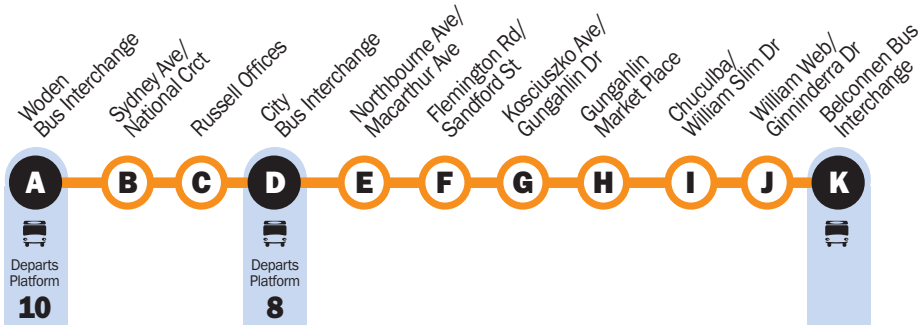 Woden
Bus Interchange
Sydney Ave/
National Crct
Russell Offices
City
Bus Interchange
Northbourne Ave/
Macarthur Ave
Flemington Rd/
Sandford St
Kosciuszko Ave/
Gungahlin Dr
Gungahlin
Market Place
Chuculba/
William Slim Dr
William Web/
Ginninderra Dr
Belconnen Bus
Interchange
A B C D E F G H I J K
Departs
Platform
10
Departs
Platform
8